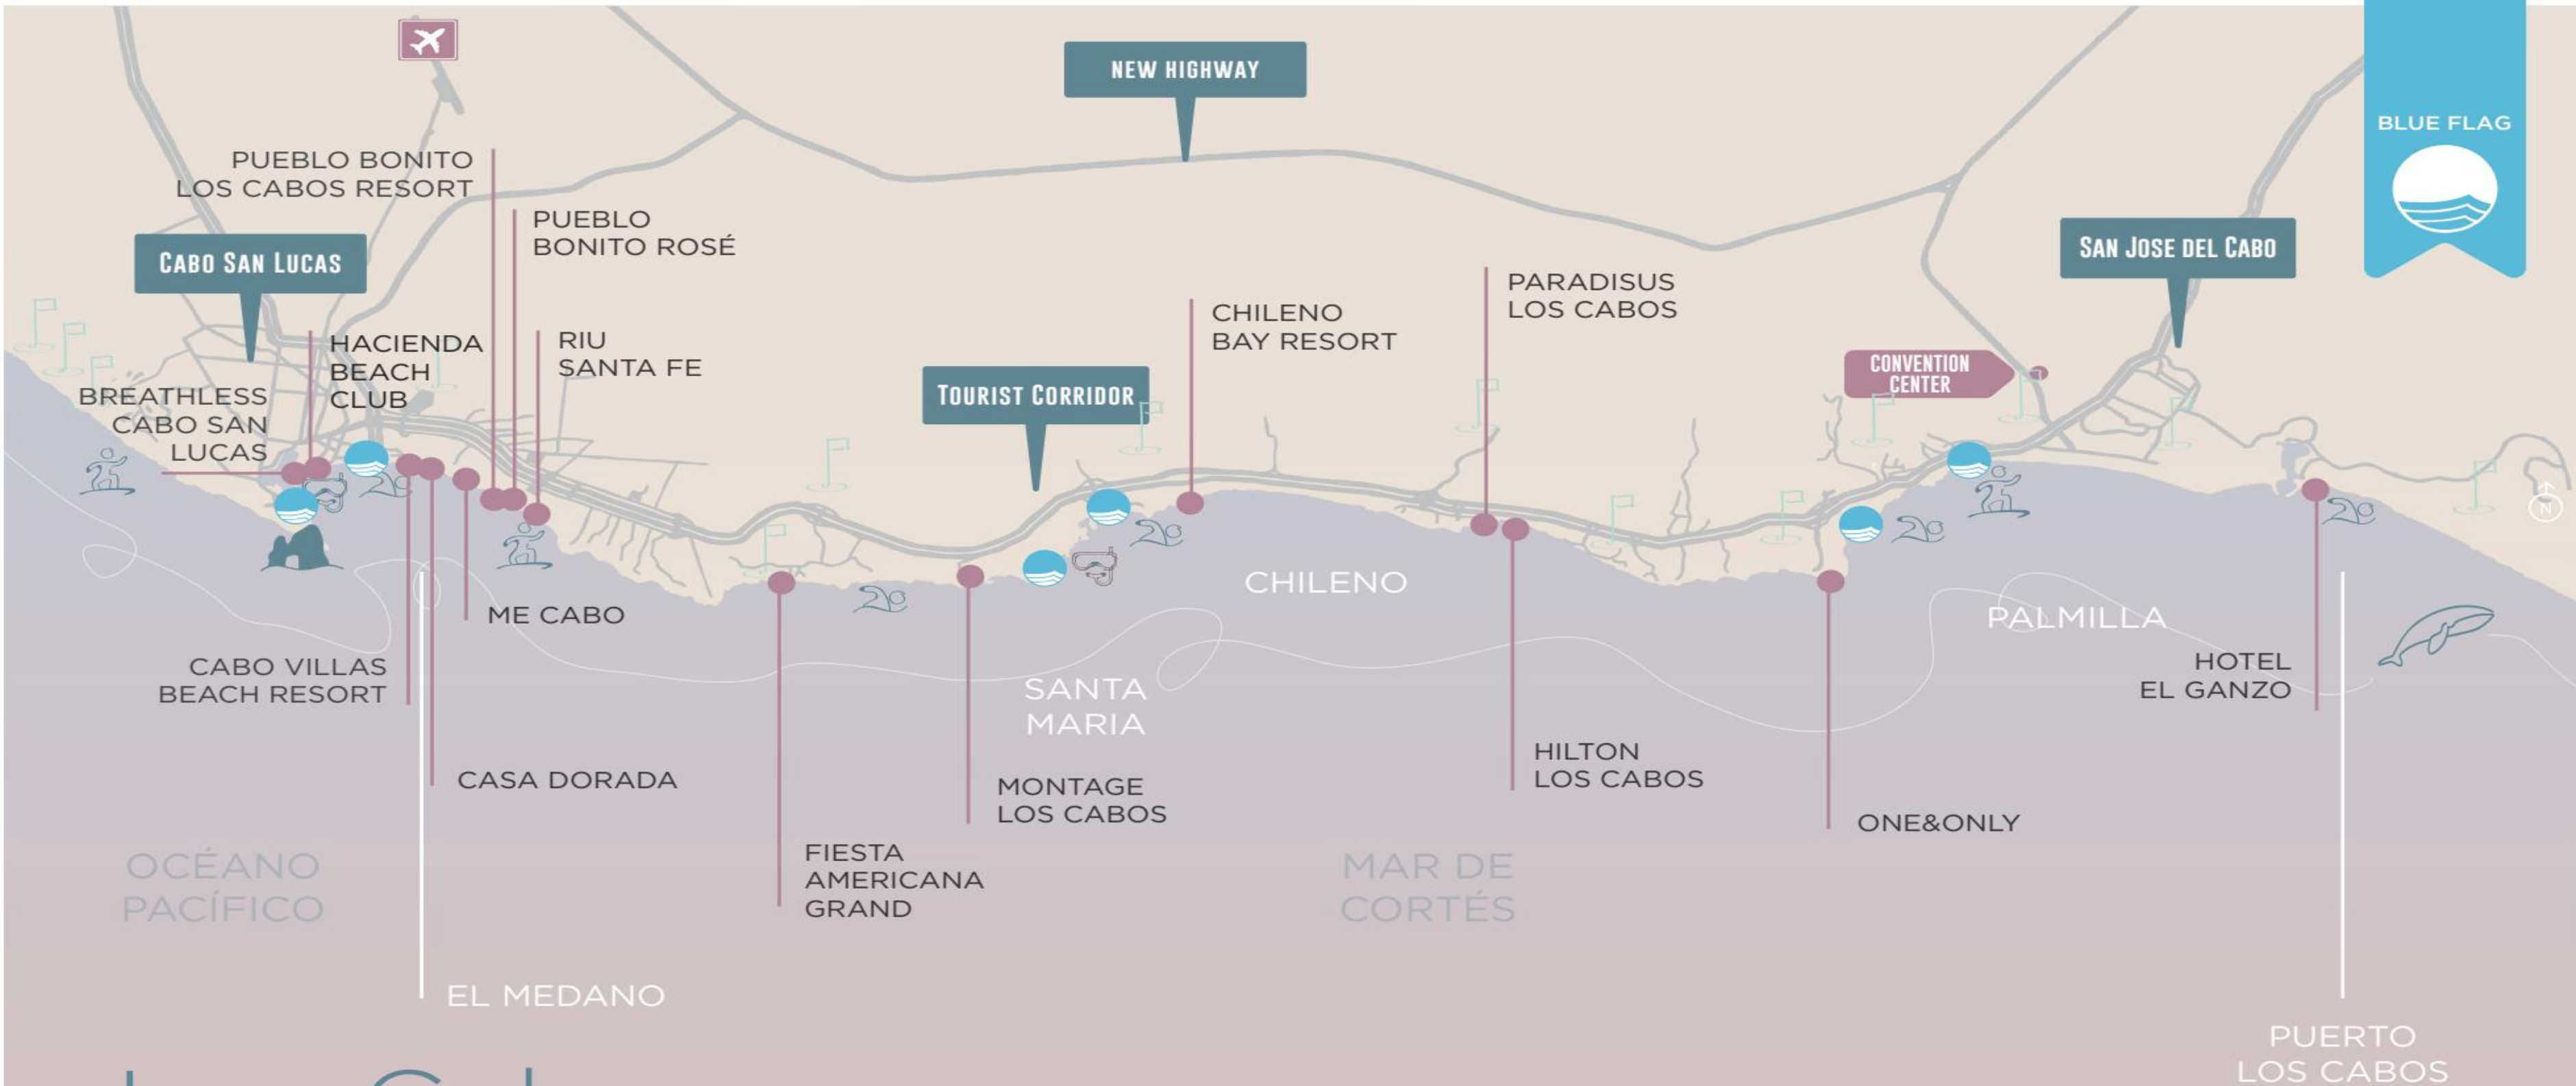 NEW HIGHWAY
BLUE FLAG
PUEBLO BONITO
LOS CABOS RESORT
PUEBLO
BONITO ROSÉ
CABO SAN LUCAS
SAN JOSE DEL CABO
PARADISUS
LOS CABOS
CHILENO
BAY RESORT
HACIENDA
BEACH
CLUB
RIU
SANTA FE
BREATHLESS
CABO SAN
LUCAS
TOURIST CORRIDOR
CONVENTION
CENTER
N
CHILENO
ME CABO
PALMILLA
CABO VILLAS
BEACH RESORT
SANTA
MARIA
HOTEL
EL GANZO
CASA DORADA
MONTAGE
LOS CABOS
HILTON
LOS CABOS
ONE&ONLY
FIESTA
AMERICANA
GRAND
OCÉANO
PACÍFICO
MAR DE
CORTÉS
EL MEDANO
PUERTO
LOS CABOS